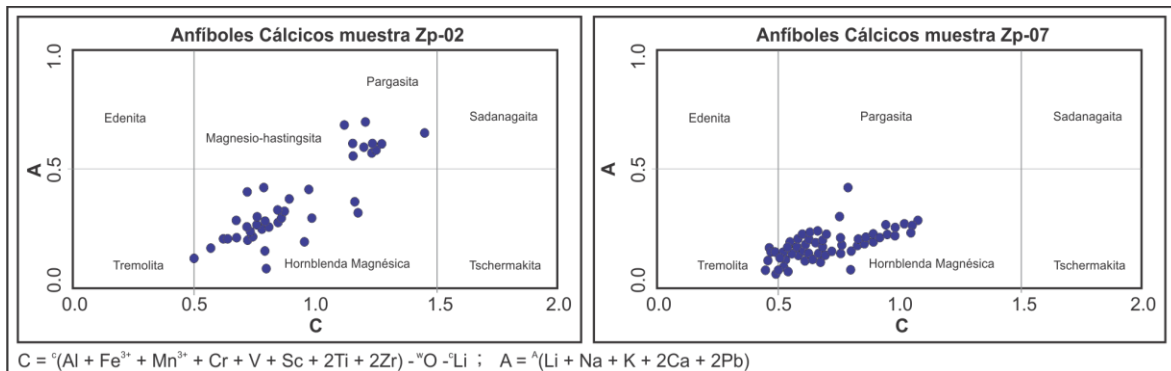 Anfíboles Cálcicos muestra Zp-02
1.0
Pargasita
Edenita
Sadanagaita
Magnesio-hastingsita
A
0.5
Tremolita
Hornblenda Magnésica
Tschermakita
0.0
0.0
0.5
1.0
1.5
2.0
C
Anfíboles Cálcicos muestra Zp-07
1.0
Edenita
Pargasita
Sadanagaita
A
0.5
Tremolita
Hornblenda Magnésica
Tschermakita
0.0
0.0
0.5
1.0
1.5
2.0
C
C = ᶜ(Al + Fe³⁺ + Mn³⁺ + Cr + V + Sc + 2Ti + 2Zr) - ʷO - ᶜLi ; A = ᴬ(Li + Na + K + 2Ca + 2Pb)